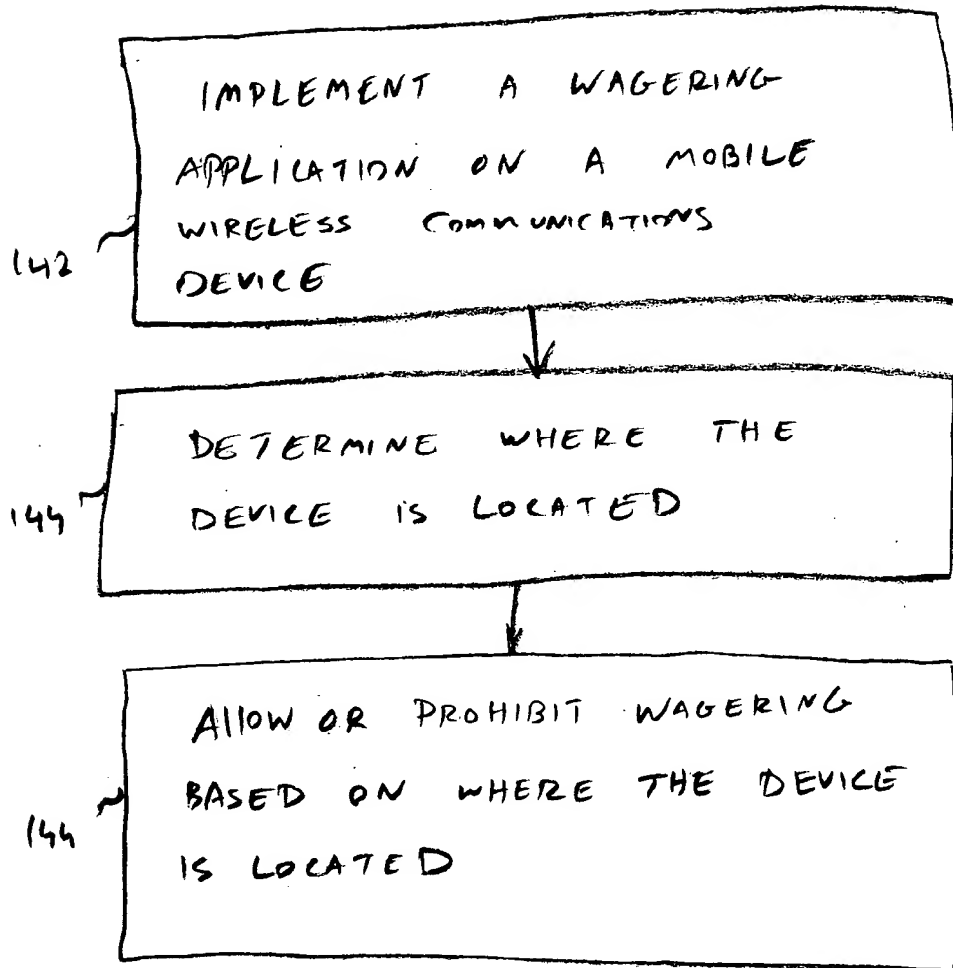 IMPLEMENT A WAGERING
APPLICATION ON A MOBILE
WIRELESS COMMUNICATIONS
142
DEVICE
DETERMINE WHERE THE
144
DEVICE IS LOCATED
AllOW OR PROHIBIT WAGERING
BASED ON WHERE THE DEVICE
144
IS LOCATED